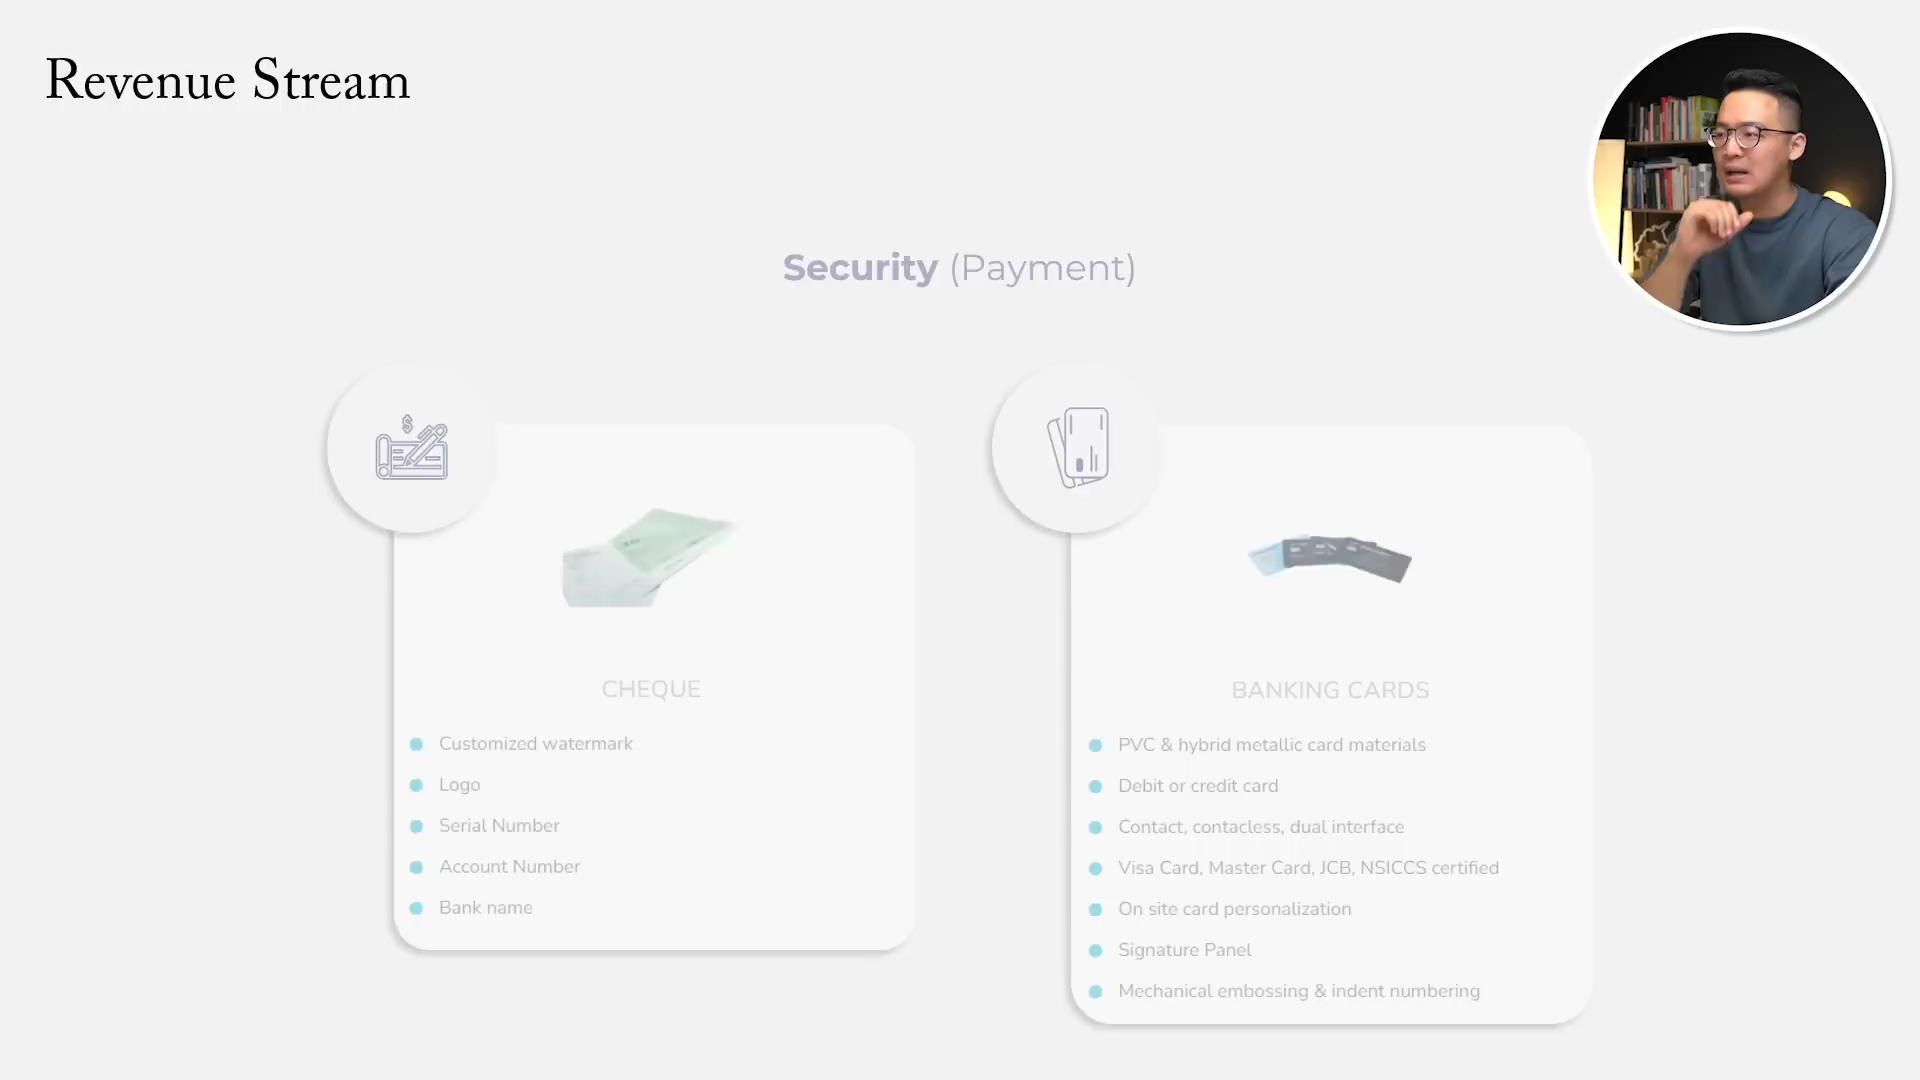 Revenue Stream
Security (Payment)
CHEQUE
Customized watermark
Logo
Serial Number
Account Number
Bank name
BANKING CARDS
PVC & hybrid metallic card materials
Debit or credit card
Contact, contacless, dual interface
Visa Card, Master Card, JCB, NSICCS certified
On site card personalization
Signature Panel
Mechanical embossing & indent numbering